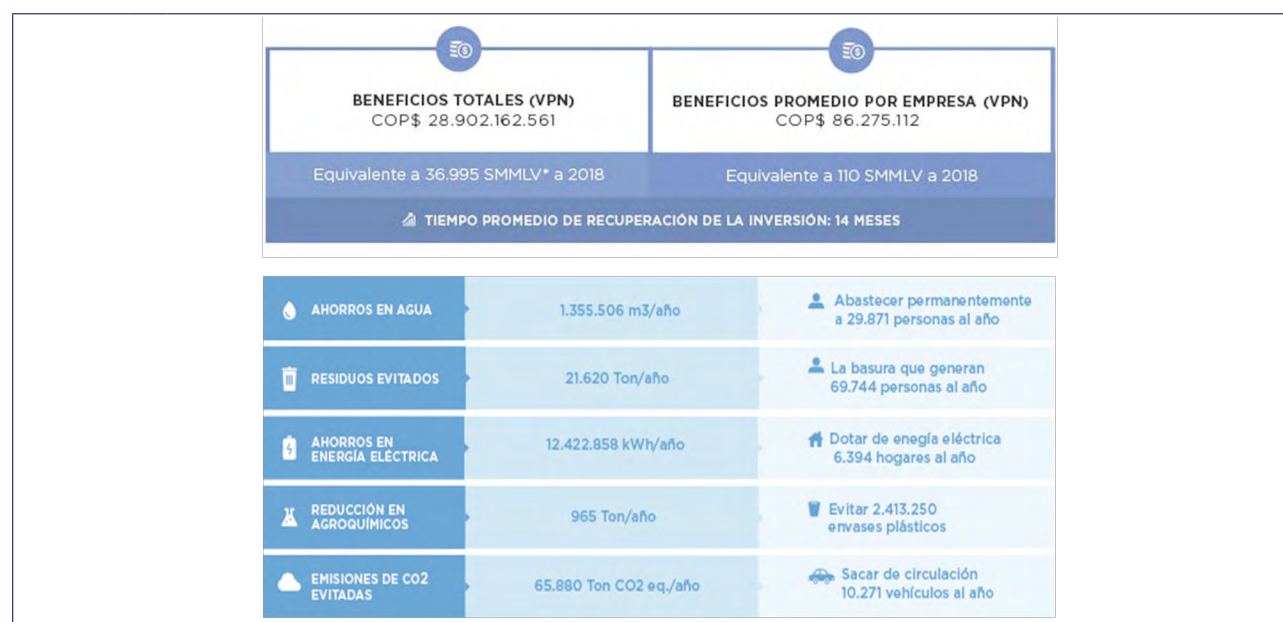 BENEFICIOS TOTALES (VPN)
COP$ 28.902.162.561
Equivalente a 36.995 SMMLV* a 2018
BENEFICIOS PROMEDIO POR EMPRESA (VPN)
COP$ 86.275.112
Equivalente a 110 SMMLV a 2018
TIEMPO PROMEDIO DE RECUPERACIÓN DE LA INVERSIÓN: 14 MESES
AHORROS EN AGUA
1.355.506 m3/año
Abastecer permanentemente
a 29.871 personas al año
RESIDUOS EVITADOS
21.620 Ton/año
La basura que generan
69.744 personas al año
AHORROS EN
ENERGÍA ELÉCTRICA
12.422.858 kWh/año
Dotar de enegía eléctrica
6.394 hogares al año
REDUCCIÓN EN
AGROQUÍMICOS
965 Ton/año
Evitar 2.413.250
envases plásticos
EMISIONES DE CO2
EVITADAS
65.880 Ton CO2 eq./año
Sacar de circulación
10.271 vehículos al año